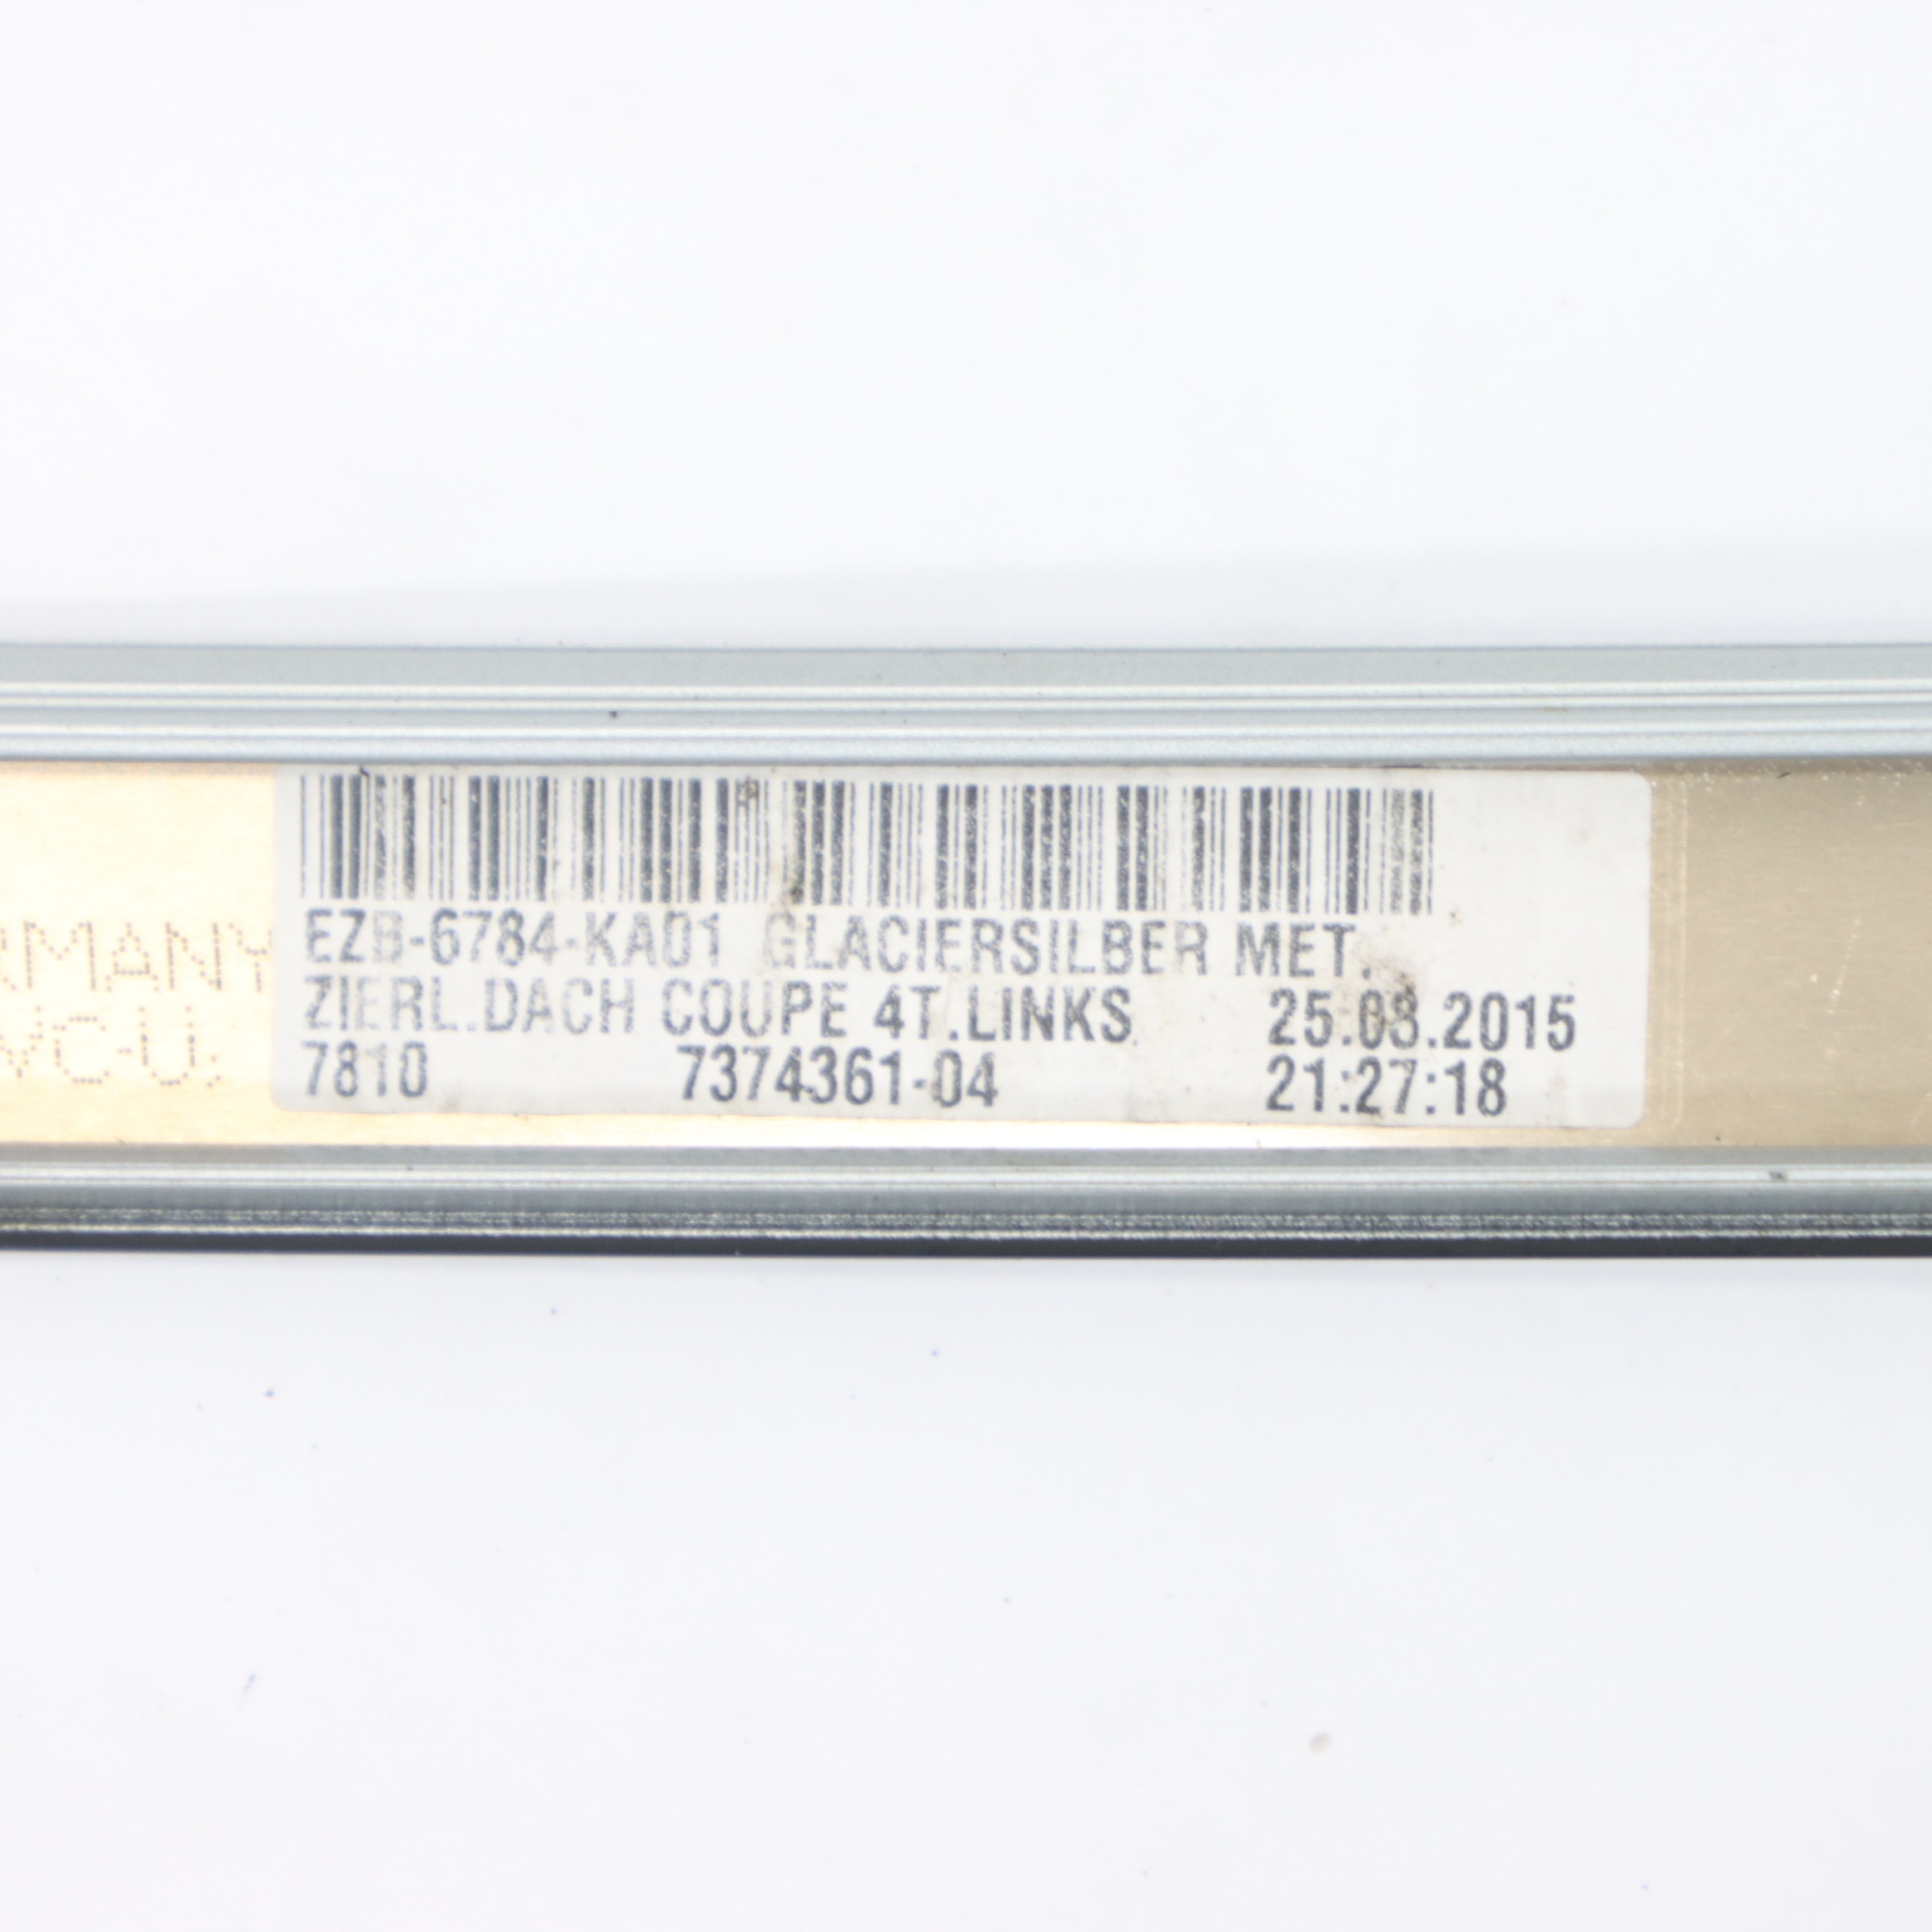 EZB-6784-KA01 GLACIERSILBER MET.
ZIERL.DACH COUPE 4T.LINKS 25.08.2015
7810 7374361-04 21:27:18
RMANY